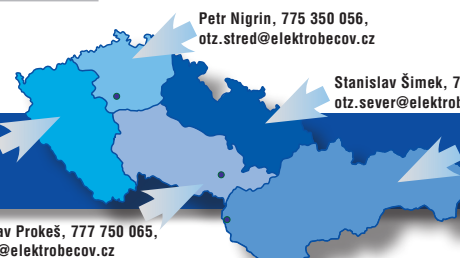 Petr Nigrin, 775 350 056,
otz.stred@elektrobecov.cz
Stanislav Šimek, 7
otz.sever@elektrob
av Prokeš, 777 750 065,
@elektrobecov.cz